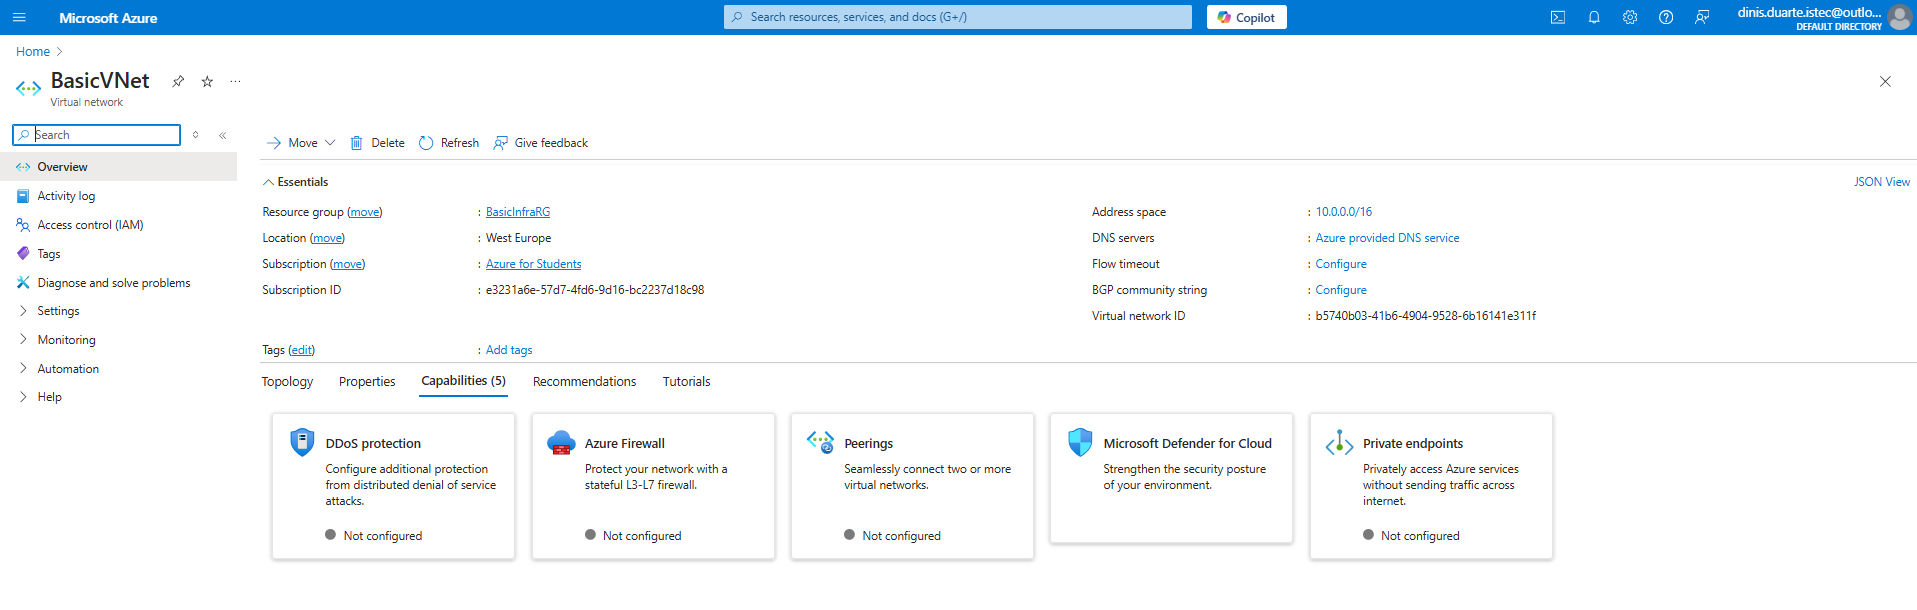 Microsoft Azure
Search resources, services, and docs (G+/)
Copilot
dinis.duarte.istec@outlo...
DEFAULT DIRECTORY
Home
BasicVNet
Virtual network
Search
Overview
Activity log
Access control (IAM)
Tags
Diagnose and solve problems
Settings
Monitoring
Automation
Help
Move
Delete
Refresh
Give feedback
Essentials
JSON View
Resource group (move) : BasicInfraRG
Location (move) : West Europe
Subscription (move) : Azure for Students
Subscription ID : e3231a6e-57d7-4fd6-9d16-bc2237d18c98
Address space : 10.0.0.0/16
DNS servers : Azure provided DNS service
Flow timeout : Configure
BGP community string : Configure
Virtual network ID : b5740b03-41b6-4904-9528-6b16141e311f
Tags (edit) : Add tags
Topology
Properties
Capabilities (5)
Recommendations
Tutorials
DDoS protection
Configure additional protection
from distributed denial of service
attacks.
Not configured
Azure Firewall
Protect your network with a
stateful L3-L7 firewall.
Not configured
Peerings
Seamlessly connect two or more
virtual networks.
Not configured
Microsoft Defender for Cloud
Strengthen the security posture
of your environment.
Private endpoints
Privately access Azure services
without sending traffic across
internet.
Not configured